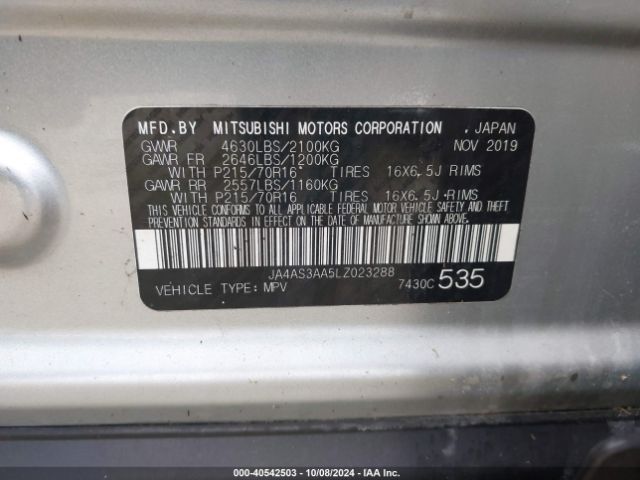 MFD.BY MITSUBISHI MOTORS CORPORATION . JAPAN
GVWR 4630LBS/2100KG NOV 2019
GAWR FR 2646LBS/1200KG
WITH P215/70R16 TIRES 16X6.5J RIMS
GAWR RR 2557LBS/1160KG
WITH P215/70R16 TIRES 16X6.5J RIMS
THIS VEHICLE CONFORMS TO ALL APPLICABLE FEDERAL MOTOR VEHICLE SAFETY AND THEFT
PREVENTION STANDARDS IN EFFECT ON THE DATE OF MANUFACTURE SHOWN ABOVE.
JA4AS3AA5LZ023288
VEHICLE TYPE: MPV 7430C 535
000-40542503 - 10/08/2024 - IAA Inc.